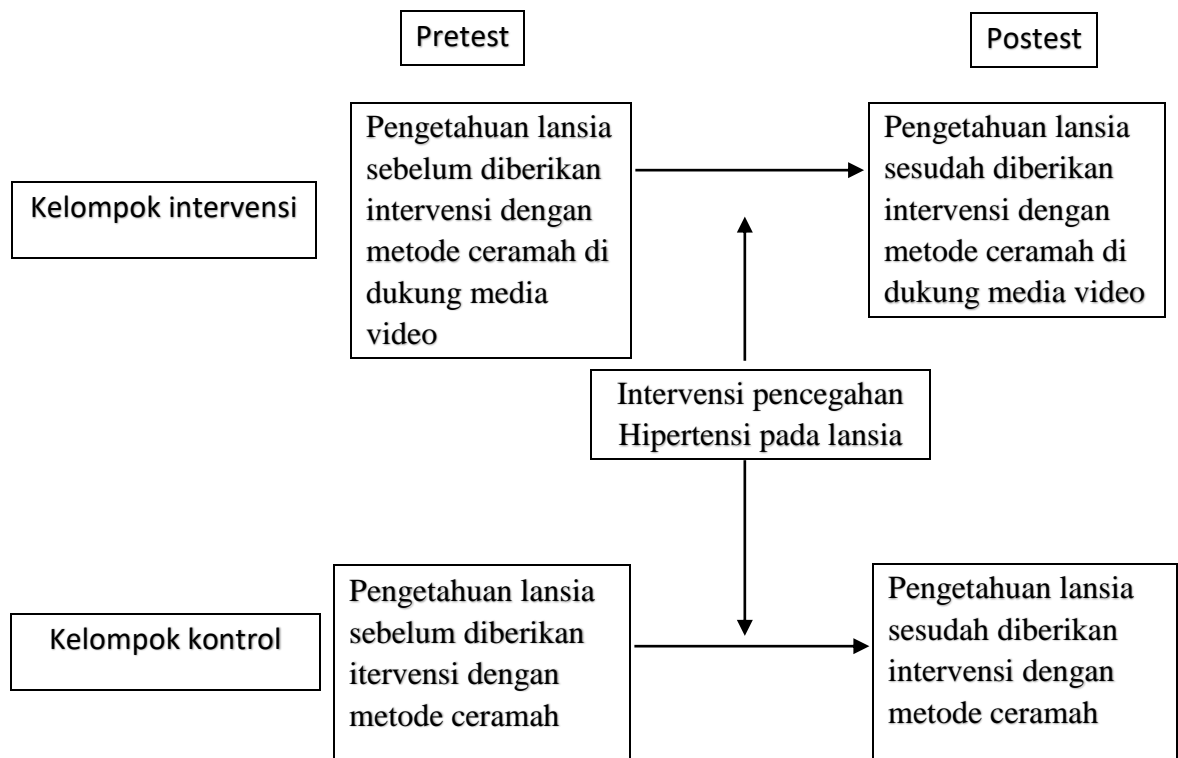 Pretest
Postest
Kelompok intervensi
Pengetahuan lansia
sebelum diberikan
intervensi dengan
metode ceramah di
dukung media
video
Pengetahuan lansia
sesudah diberikan
intervensi dengan
metode ceramah di
dukung media video
Intervensi pencegahan
Hipertensi pada lansia
Kelompok kontrol
Pengetahuan lansia
sebelum diberikan
itervensi dengan
metode ceramah
Pengetahuan lansia
sesudah diberikan
intervensi dengan
metode ceramah